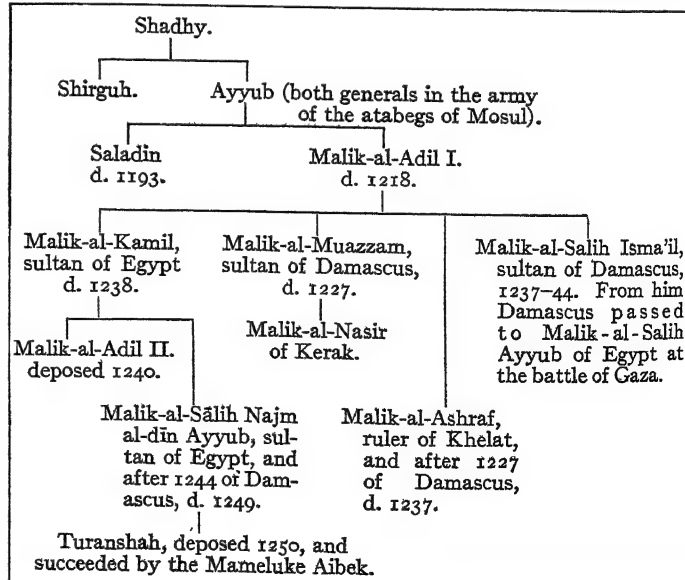 Shadhy.
Shirguh.
Ayyub (both generals in the army
of the atabegs of Mosul).
Saladin
d. 1193.
Malik-al-Adil I.
d. 1218.
Malik-al-Kamil,
sultan of Egypt
d. 1238.
Malik-al-Muazzam,
sultan of Damascus,
d. 1227.
Malik-al-Salih Isma'il,
sultan of Damascus,
1237–44. From him
Damascus passed
to Malik-al-Salih
Ayyub of Egypt at
the battle of Gaza.
Malik-al-Adil II.
deposed 1240.
Malik-al-Nasir
of Kerak.
Malik-al-Sālih Najm
al-dīn Ayyub, sul-
tan of Egypt, and
after 1244 of Dam-
ascus, d. 1249.
Malik-al-Ashraf,
ruler of Khelat,
and after 1227
of Damascus,
d. 1237.
Turanshah, deposed 1250, and
succeeded by the Mameluke Aibek.